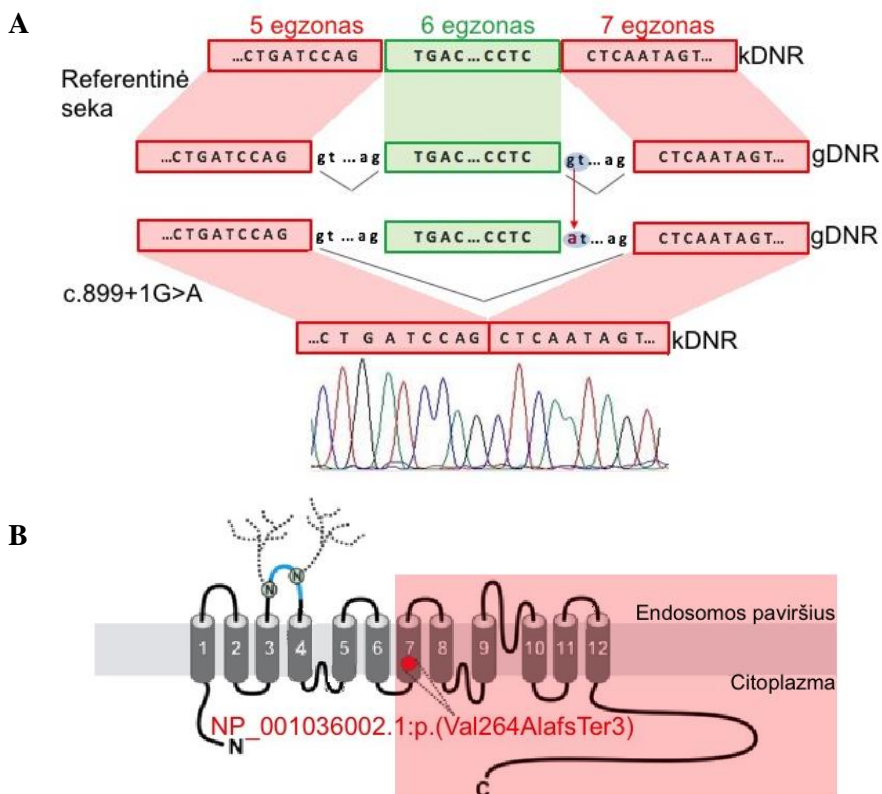 A
5 egzonas 6 egzonas 7 egzonas
...CTGATCCAG TGAC...CCTC CTCAATAGT... kDNR
Referentinė
seka
...CTGATCCAG gt...ag TGAC...CCTC gt...ag CTCAATAGT... gDNR
...CTGATCCAG gt...ag TGAC...CCTC at...ag CTCAATAGT... gDNR
c.899+1G>A
...CTGATCCAG CTCAATAGT... kDNR
B
N N
Endosomos paviršius
1 2 3 4 5 6 7 8 9 10 11 12
Citoplazma
NP_001036002.1:p.(Val264AlafsTer3)
N
C